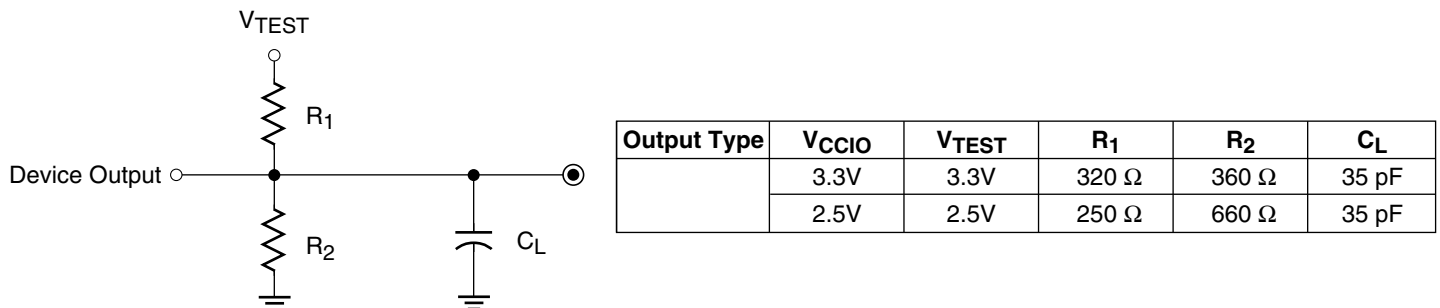 VTEST
R1
Device Output
R2
CL
Output Type VCCIO VTEST R1 R2 CL
3.3V 3.3V 320 Ω 360 Ω 35 pF
2.5V 2.5V 250 Ω 660 Ω 35 pF